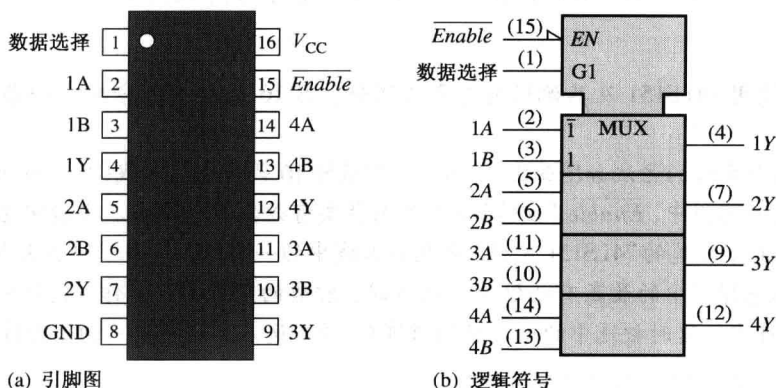 数据选择 1 16 V_CC
1A 2 15 \overline{Enable}
1B 3 14 4A
1Y 4 13 4B
2A 5 12 4Y
2B 6 11 3A
2Y 7 10 3B
GND 8 9 3Y
(a) 引脚图
\overline{Enable} (15) EN
数据选择 (1) G1
MUX
1A (2) \overline{1} (4) 1Y
1B (3) 1
2A (5) (7) 2Y
2B (6)
3A (11) (9) 3Y
3B (10)
4A (14) (12) 4Y
4B (13)
(b) 逻辑符号